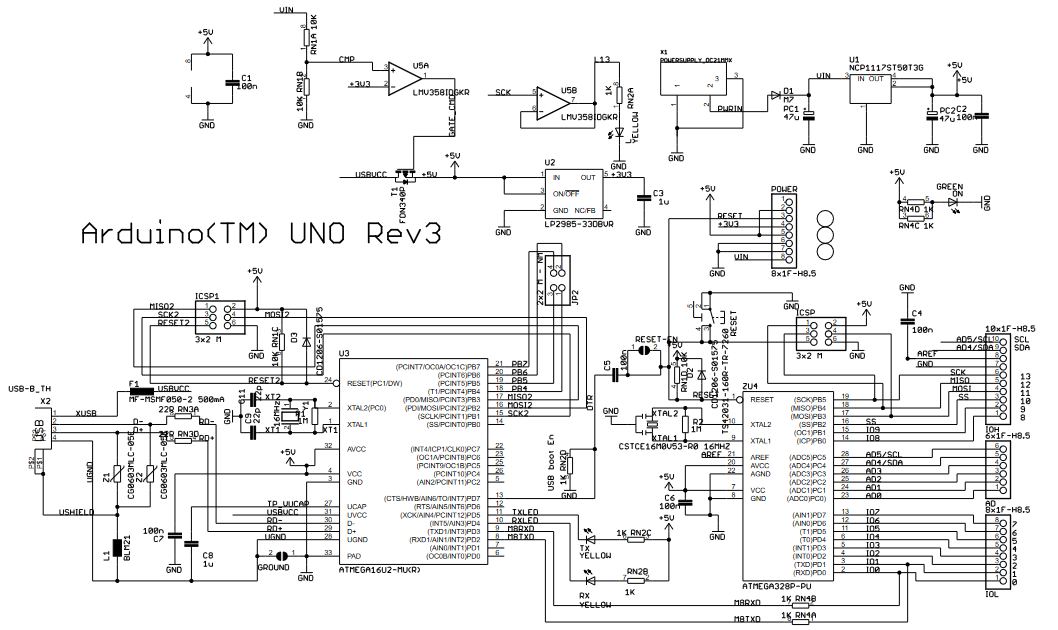 VIN
+5V
RN1A 10K
C1
100n
GND
CMP
+3V3
10K RN1B
GND
U5A
LMV358IDGKR
GATE_CMD
SCK
U5B
LMV358IDGKR
L13
RN2A
L
YELLOW
GND
X1
POWERSUPPLY_DC21MMX
PWRIN
GND
D1
M7
VIN
U1
NCP1117ST50T3G
IN OUT
+5V
+5V
PC1
47u
PC2
47u
C2
100n
GND
GND
GND
GND
USBVCC
T1
FDN340P
+5V
+5V
U2
IN OUT
ON/OFF
GND NC/FB
LP2985-33DBVR
+3V3
C3
1u
GND
GND
Arduino(TM) UNO Rev3
+5V
POWER
RESET
+3V3
VIN
GND
8x1F-H8.5
+5V
RN4D 1K
RN4C 1K
GREEN
ON
GND
2x2 M - NM
JP2
ICSP1
MISO2
SCK2
RESET2
MOSI2
3x2 M
GND
+5V
10K RN1C
D3
CD1206-S01575
RESET2
U3
ATMEGA16U2-MU(R)
RESET(PC1/DW)
XTAL2(PC0)
XTAL1
AVCC
VCC
GND
UCAP
UVCC
D-
D+
UGND
PAD
(PCINT7/OC0A/OC1C)PB7
(PCINT6)PB6
(PCINT5)PB5
(T1/PCINT4)PB4
(PD0/MISO/PCINT3)PB3
(PDI/MOSI/PCINT2)PB2
(SCLK/PCINT1)PB1
(SS/PCINT0)PB0
(INT4/ICP1/CLK0)PC7
(OC1A/PCINT8)PC6
(PCINT9/OC1B)PC5
(PCINT10)PC4
(AIN2/PCINT11)PC2
(CTS/HWB/AIN6/TO/INT7)PD7
(RTS/AIN5/INT6)PD6
(XCK/AIN4/PCINT12)PD5
(INT5/AIN3)PD4
(TXD1/INT3)PD3
(RXD1/AIN1/INT2)PD2
(AIN0/INT1)PD1
(OC0B/INT0)PD0
PB7
PB6
PB5
PB4
MISO2
MOSI2
SCK2
USB-B_TH
X2
USB
XUSB
F1
USBVCC
MF-MSMF050-2 500mA
22R RN3A
RD-
D-
D+
22R RN3D
RD+
Z1
CG0603MLC-05E
Z2
CG0603MLC-05E
UGND
USHIELD
L1
BLM21
100n
C7
GND
C8
1u
C11
22P
C9
22P
GND
XT2
XT1
16MHZ
Y1
1M
+5V
TP_VUCAP
USBVCC
RD-
RD+
UGND
GROUND
GND
DTR
USB boot En
1K RN2D
GND
TXLED
RXLED
M8RXD
M8TXD
TX
YELLOW
1K RN2C
+5V
RX
YELLOW
RN2B
1K
M8RXD
M8TXD
1K RN4B
1K RN4A
C5
100n
RESET-EN
+5V
RN1D 10K
D2
CD1206-S01575
RESET
TS42031-160R-TR-7260
RESET
GND
GND
XTAL2
XTAL1
R2
1M
CSTCE16M0V53-R0 16MHZ
AREF
+5V
C6
100n
GND
ICSP
3x2 M
+5V
GND
ZU4
ATMEGA328P-PU
RESET
XTAL2
XTAL1
AREF
AVCC
AGND
VCC
GND
(SCK)PB5
(MISO)PB4
(MOSI)PB3
(SS)PB2
(OC1)PB1
(ICP)PB0
(ADC5)PC5
(ADC4)PC4
(ADC3)PC3
(ADC2)PC2
(ADC1)PC1
(ADC0)PC0
(AIN1)PD7
(AIN0)PD6
(T1)PD5
(T0)PD4
(INT1)PD3
(INT0)PD2
(TXD)PD1
(RXD)PD0
GND
C4
100n
GND
10x1F-H8.5
AD5/SCL
AD4/SDA
AREF
SCL
SDA
SCK
MISO
MOSI
SS
13
12
11
10
9
8
SS
IO9
IO8
IOH
6x1F-H8.5
AD5/SCL
AD4/SDA
AD3
AD2
AD1
AD0
AD
8x1F-H8.5
IO7
IO6
IO5
IO4
IO3
IO2
IO1
IO0
7
6
5
4
3
2
1
0
IOL